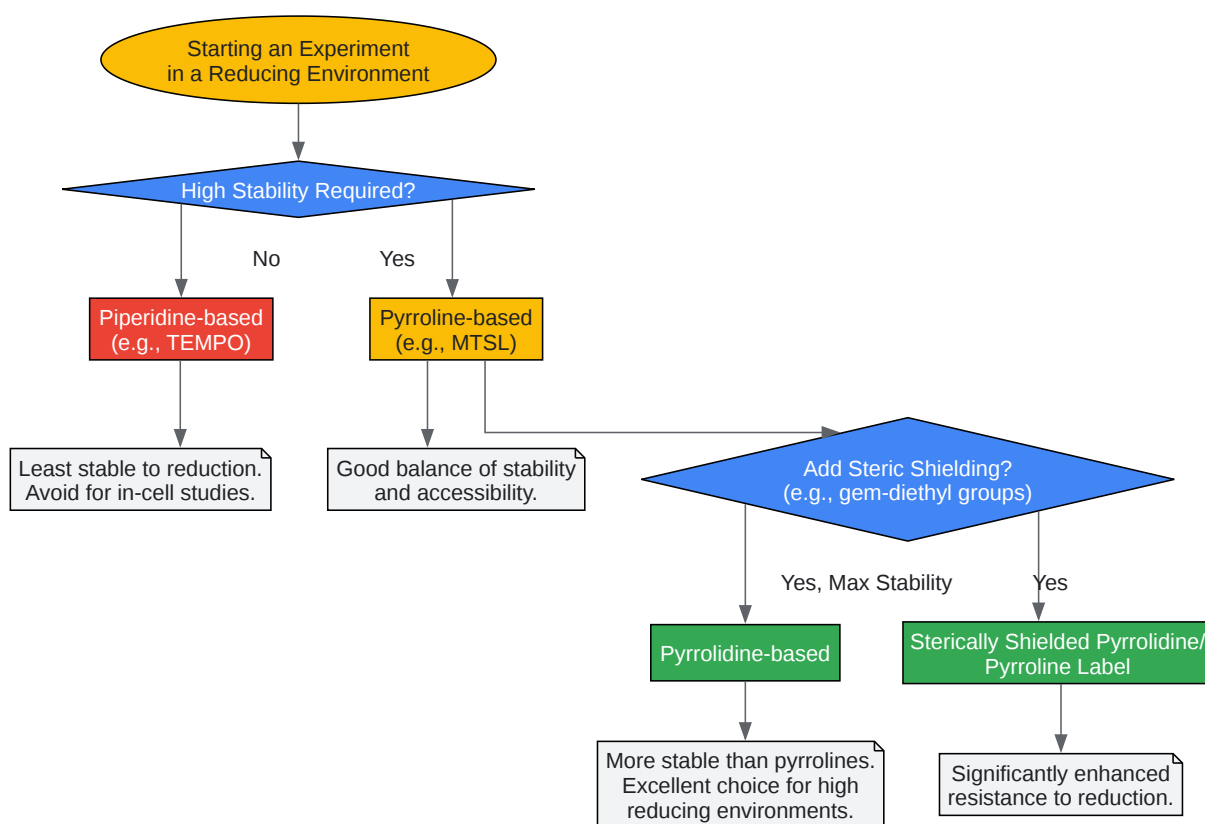 Starting an Experiment
in a Reducing Environment
High Stability Required?
No
Yes
Piperidine-based
(e.g., TEMPO)
Pyrroline-based
(e.g., MTSL)
Least stable to reduction.
Avoid for in-cell studies.
Good balance of stability
and accessibility.
Add Steric Shielding?
(e.g., gem-diethyl groups)
Yes, Max Stability
Yes
Pyrrolidine-based
Sterically Shielded Pyrrolidine/
Pyrroline Label
More stable than pyrrolines.
Excellent choice for high
reducing environments.
Significantly enhanced
resistance to reduction.